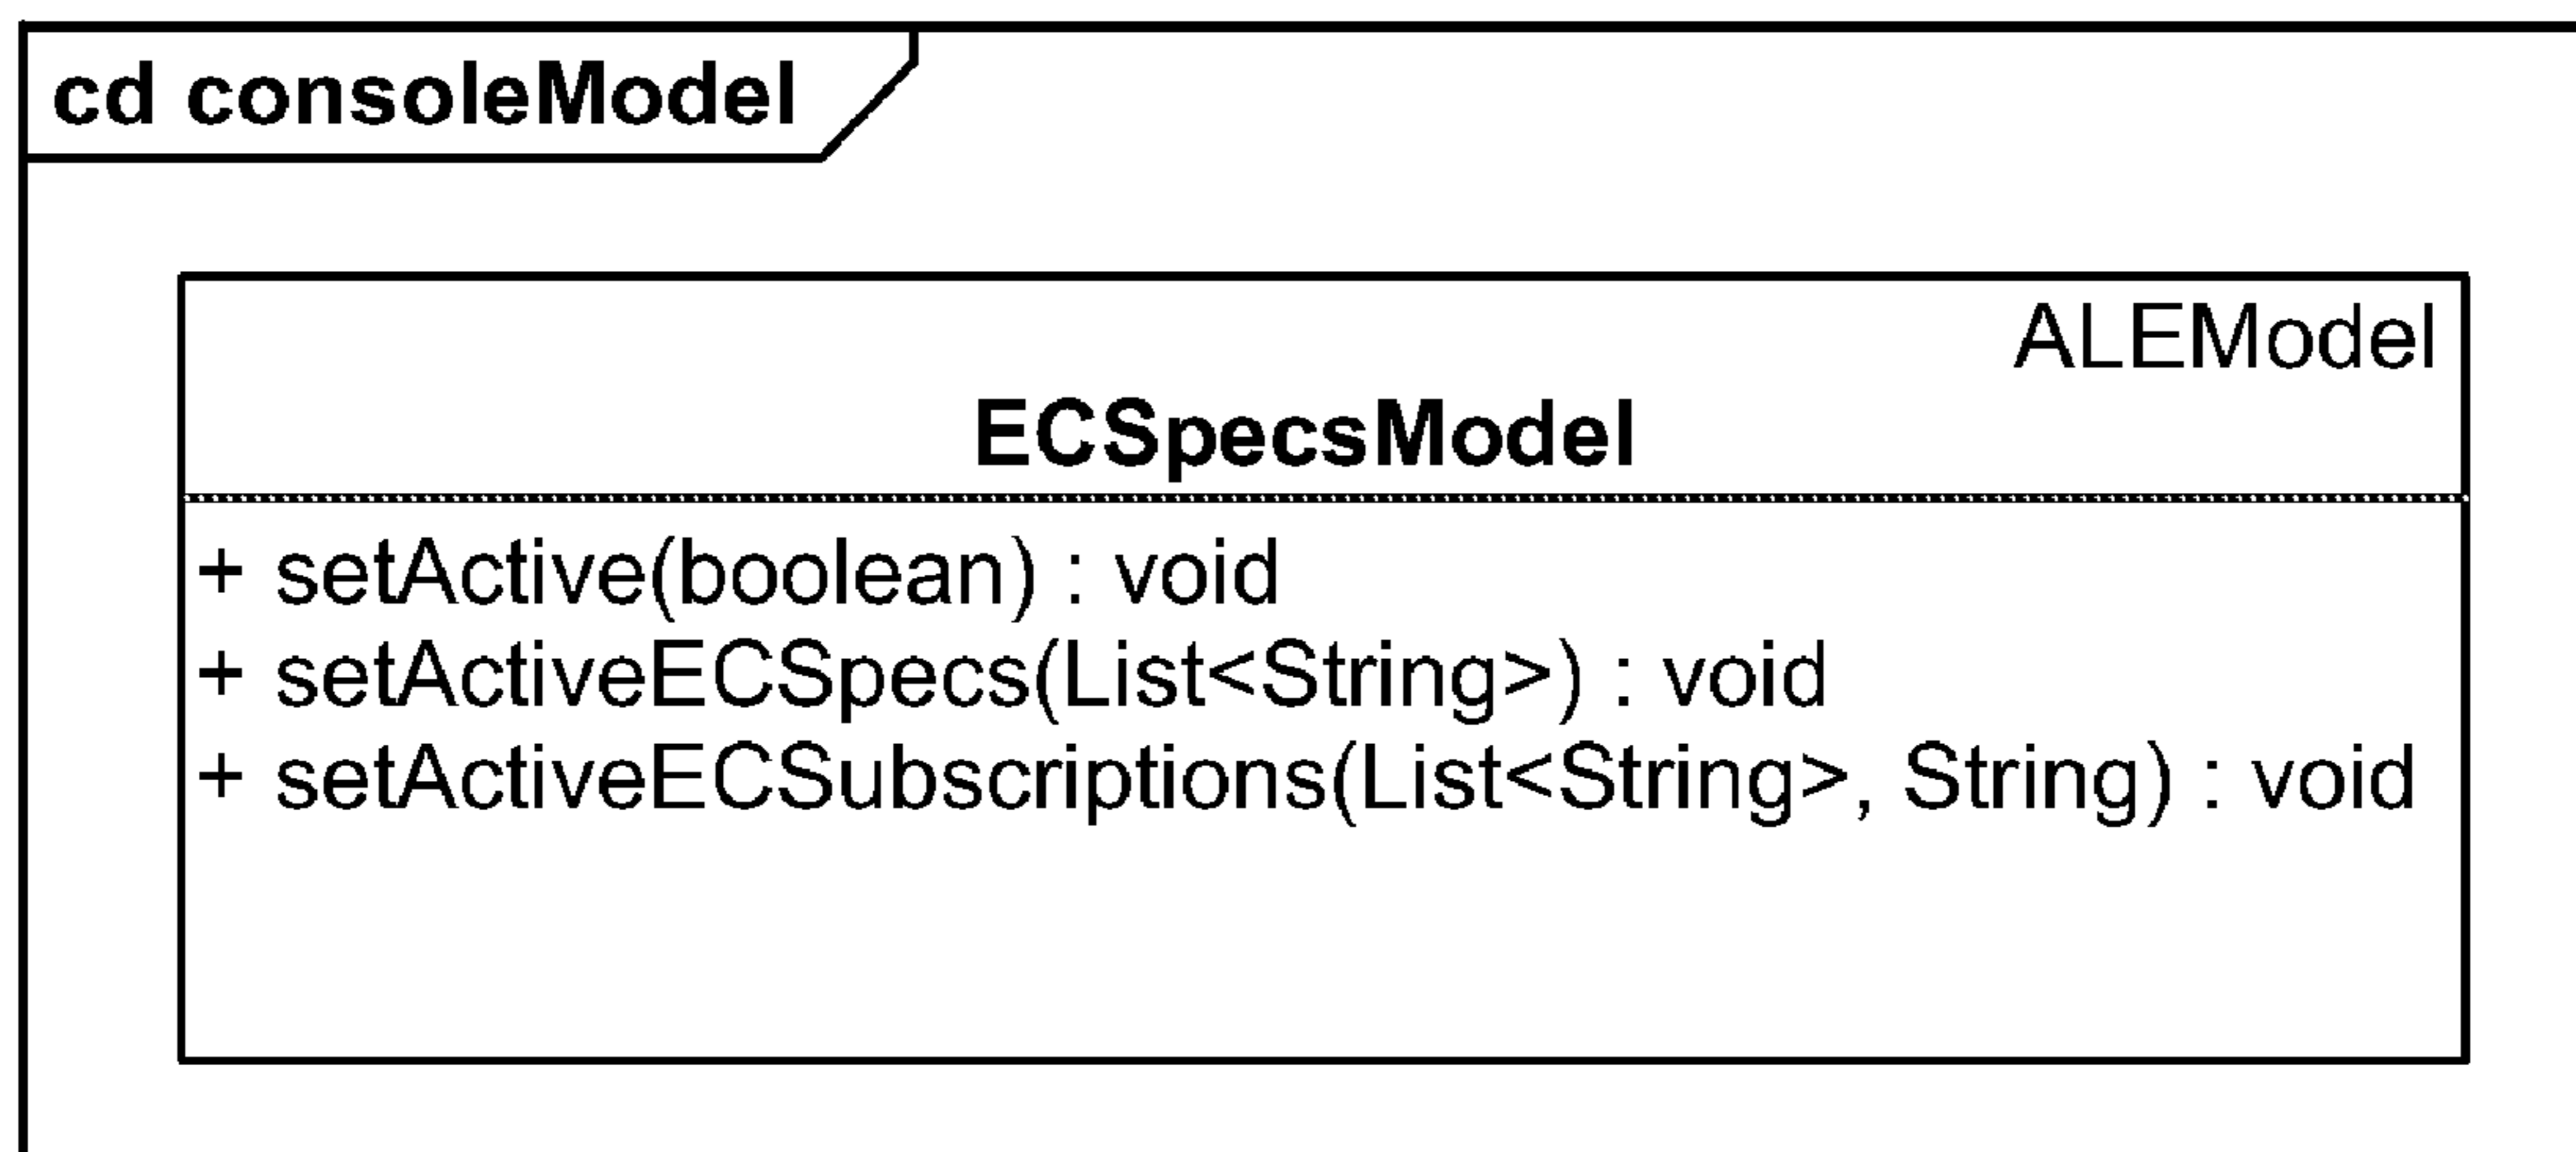 cd consoleModel
ALEModel
ECSpecsModel
+ setActive(boolean) : void
+ setActiveECSpecs(List<String>) : void
+ setActiveECSubscriptions(List<String>, String) : void